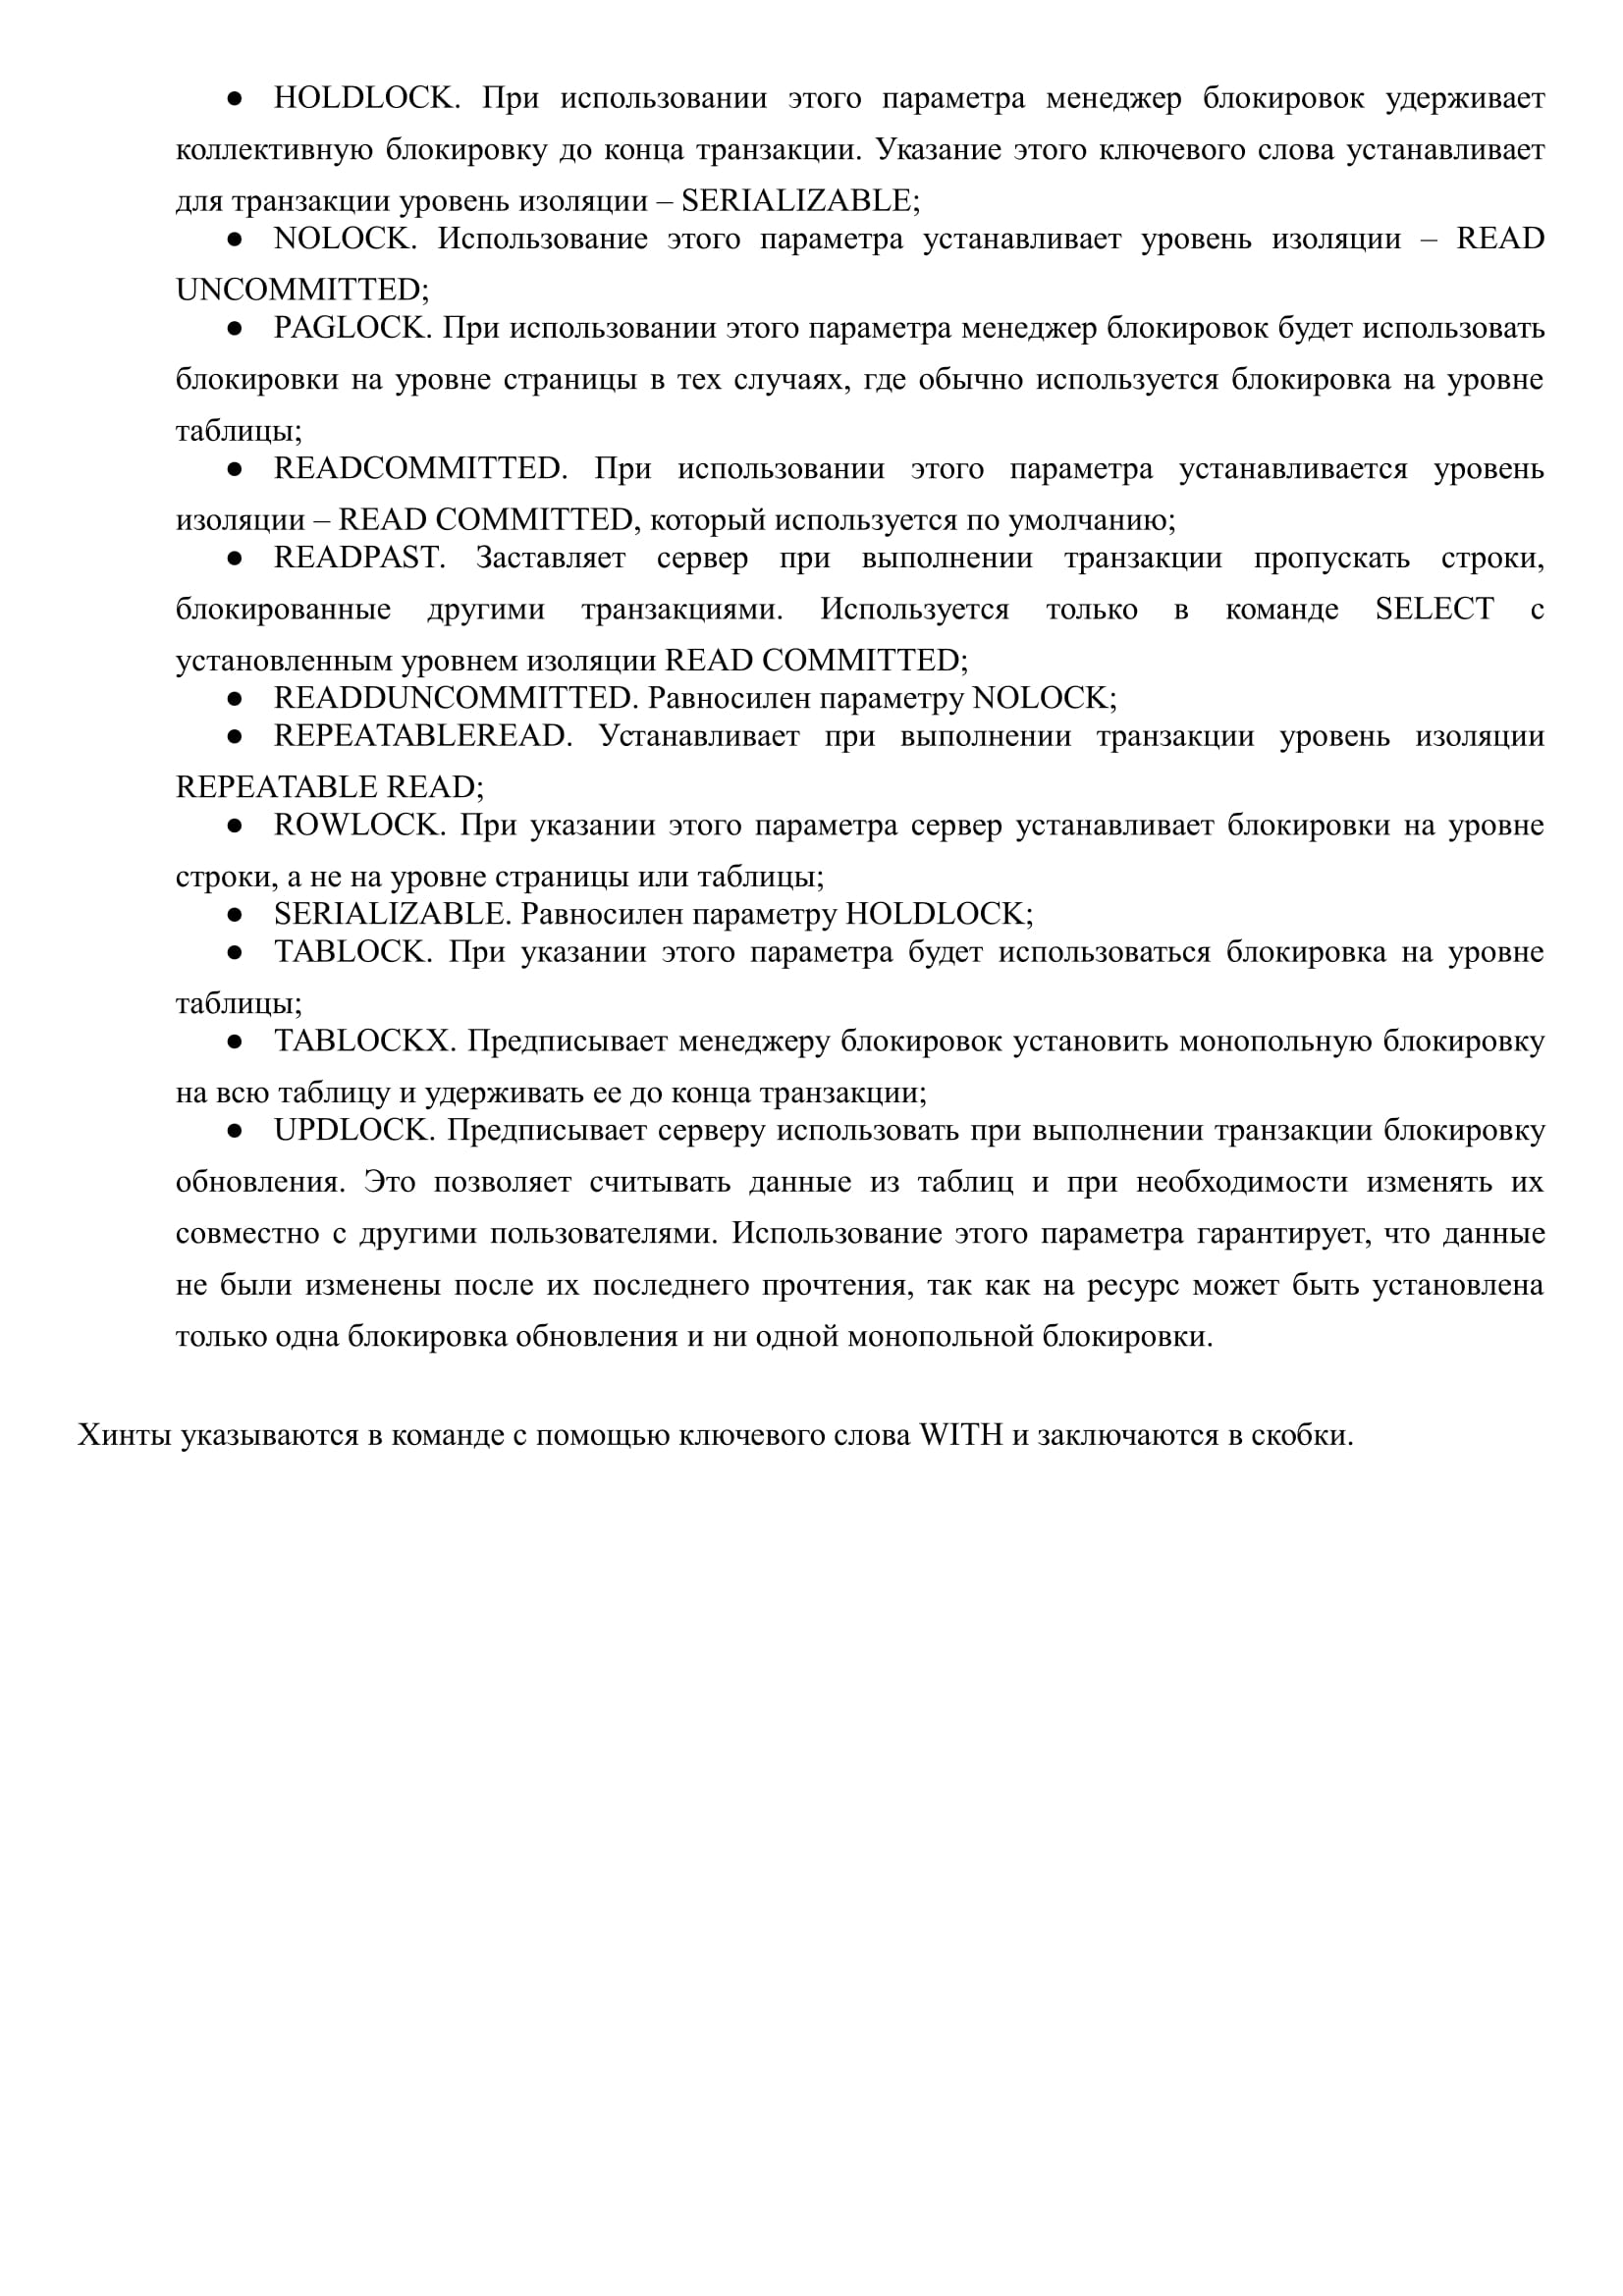 ● HOLDLOCK. При использовании этого параметра менеджер блокировок удерживает
коллективную блокировку до конца транзакции. Указание этого ключевого слова устанавливает
для транзакции уровень изоляции – SERIALIZABLE;
● NOLOCK. Использование этого параметра устанавливает уровень изоляции – READ
UNCOMMITTED;
● PAGLOCK. При использовании этого параметра менеджер блокировок будет использовать
блокировки на уровне страницы в тех случаях, где обычно используется блокировка на уровне
таблицы;
● READCOMMITTED. При использовании этого параметра устанавливается уровень
изоляции – READ COMMITTED, который используется по умолчанию;
● READPAST. Заставляет сервер при выполнении транзакции пропускать строки,
блокированные другими транзакциями. Используется только в команде SELECT с
установленным уровнем изоляции READ COMMITTED;
● READDUNCOMMITTED. Равносилен параметру NOLOCK;
● REPEATABLEREAD. Устанавливает при выполнении транзакции уровень изоляции
REPEATABLE READ;
● ROWLOCK. При указании этого параметра сервер устанавливает блокировки на уровне
строки, а не на уровне страницы или таблицы;
● SERIALIZABLE. Равносилен параметру HOLDLOCK;
● TABLOCK. При указании этого параметра будет использоваться блокировка на уровне
таблицы;
● TABLOCKX. Предписывает менеджеру блокировок установить монопольную блокировку
на всю таблицу и удерживать ее до конца транзакции;
● UPDLOCK. Предписывает серверу использовать при выполнении транзакции блокировку
обновления. Это позволяет считывать данные из таблиц и при необходимости изменять их
совместно с другими пользователями. Использование этого параметра гарантирует, что данные
не были изменены после их последнего прочтения, так как на ресурс может быть установлена
только одна блокировка обновления и ни одной монопольной блокировки.
Хинты указываются в команде с помощью ключевого слова WITH и заключаются в скобки.